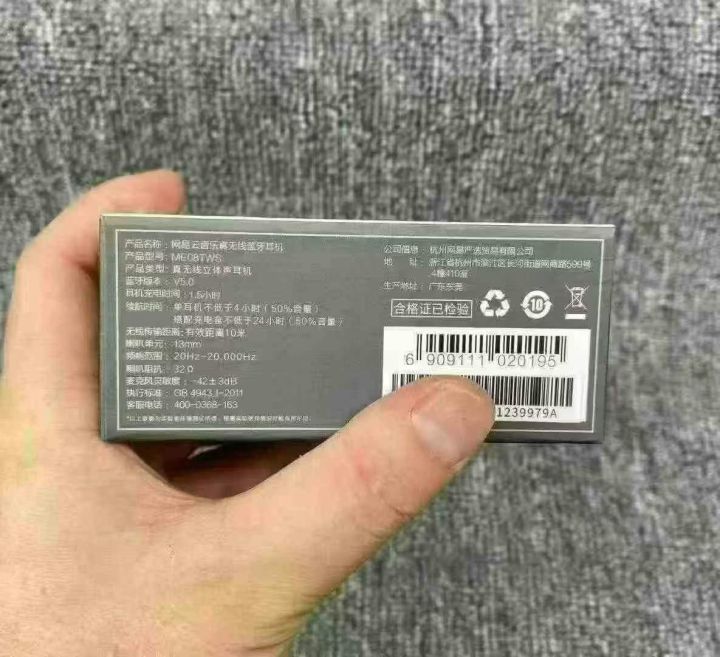 产品名称：网易云音乐真无线蓝牙耳机
产品型号：ME08TWS
产品类型：真无线立体声耳机
蓝牙版本：V5.0
耳机充电时间：1.5小时
续航时间：单耳机不低于4小时（50%音量）
搭配充电盒不低于24小时（50%音量）
无线传输距离：有效距离10米
喇叭单元：13mm
频响范围：20Hz-20,000Hz
喇叭阻抗：32Ω
麦克风灵敏度：-42±3dB
执行标准：GB 4943.1-2011
客服电话：400-0368-163
公司信息：杭州网易严选贸易有限公司
地 址：浙江省杭州市滨江区长河街道网商路599号
4幢410室
生产地址：广东东莞
合格证已检验
10
6 909111 020195
1239979A